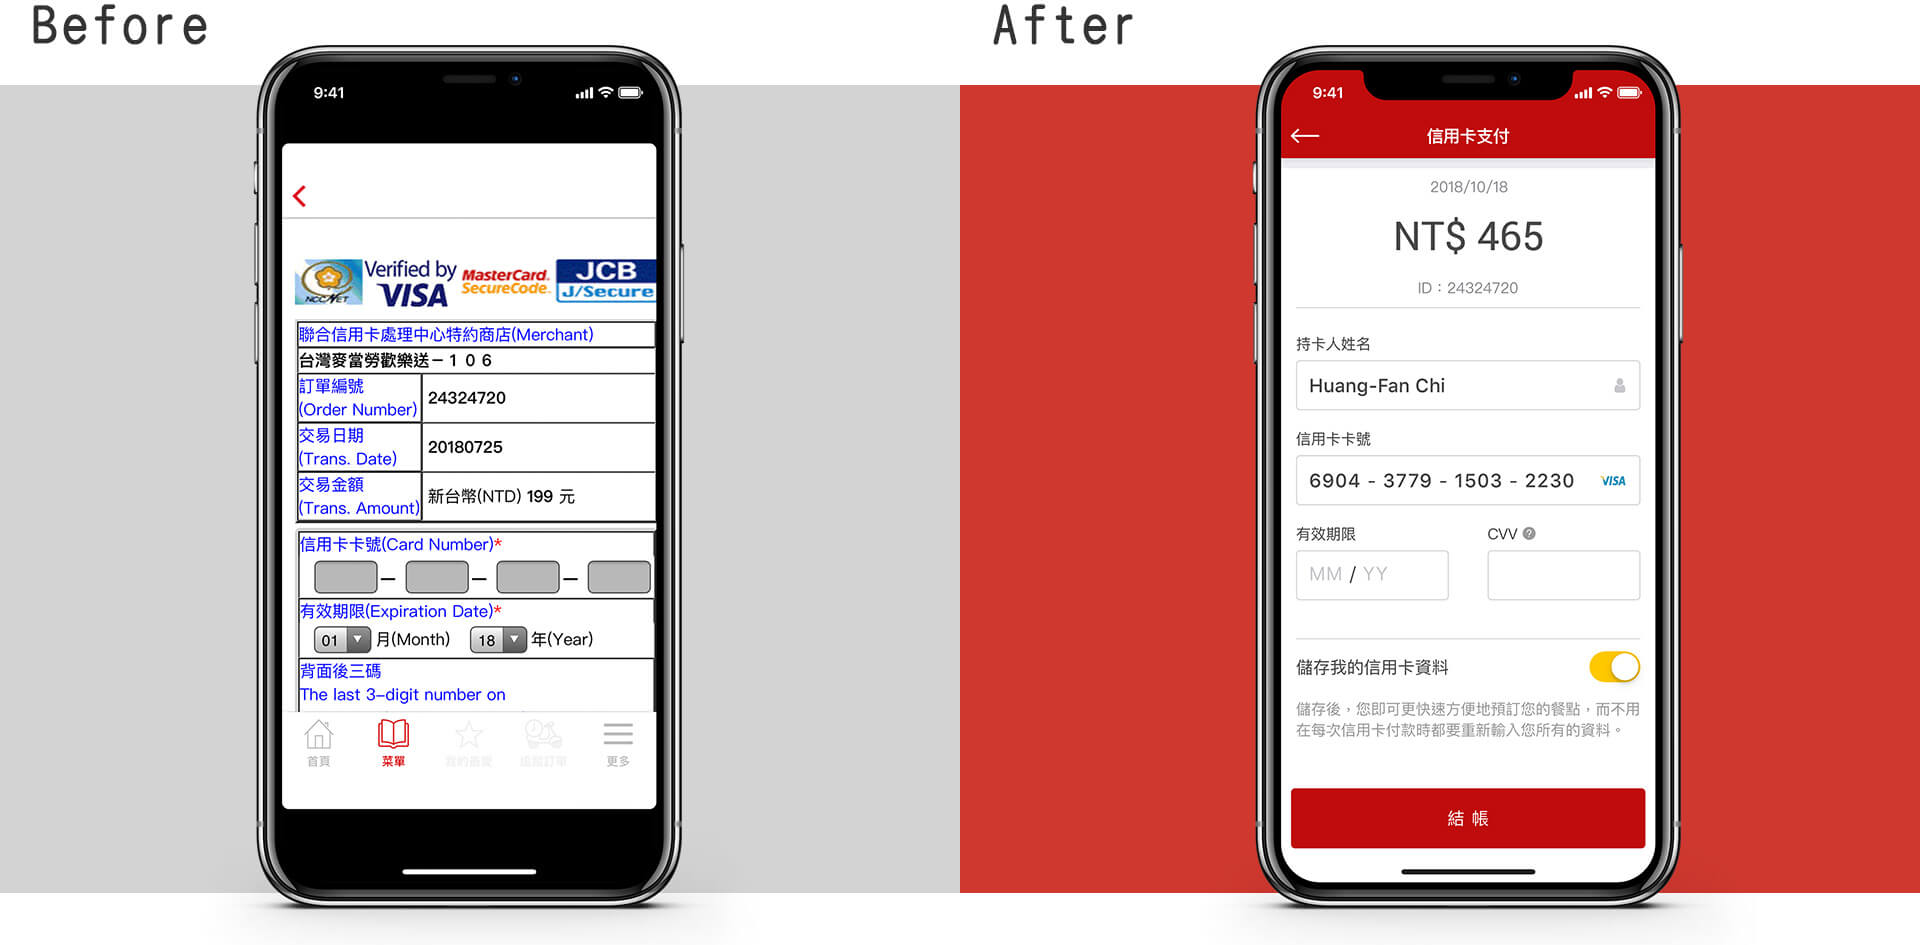 Before
9:41
NCCNET
Verified by
VISA
MasterCard.
SecureCode.
JCB
J/Secure
聯合信用卡處理中心特約商店(Merchant)
台灣麥當勞歡樂送－１０６
訂單編號
(Order Number)
24324720
交易日期
(Trans. Date)
20180725
交易金額
(Trans. Amount)
新台幣(NTD) 199 元
信用卡卡號(Card Number)*
有效期限(Expiration Date)*
01 月(Month) 18 年(Year)
背面後三碼
The last 3-digit number on
首頁
菜單
我的最愛
追蹤訂單
更多
After
9:41
信用卡支付
2018/10/18
NT$ 465
ID：24324720
持卡人姓名
Huang-Fan Chi
信用卡卡號
6904 - 3779 - 1503 - 2230 VISA
有效期限
CVV ?
MM / YY
儲存我的信用卡資料
儲存後，您即可更快速方便地預訂您的餐點，而不用
在每次信用卡付款時都要重新輸入您所有的資料。
結 帳